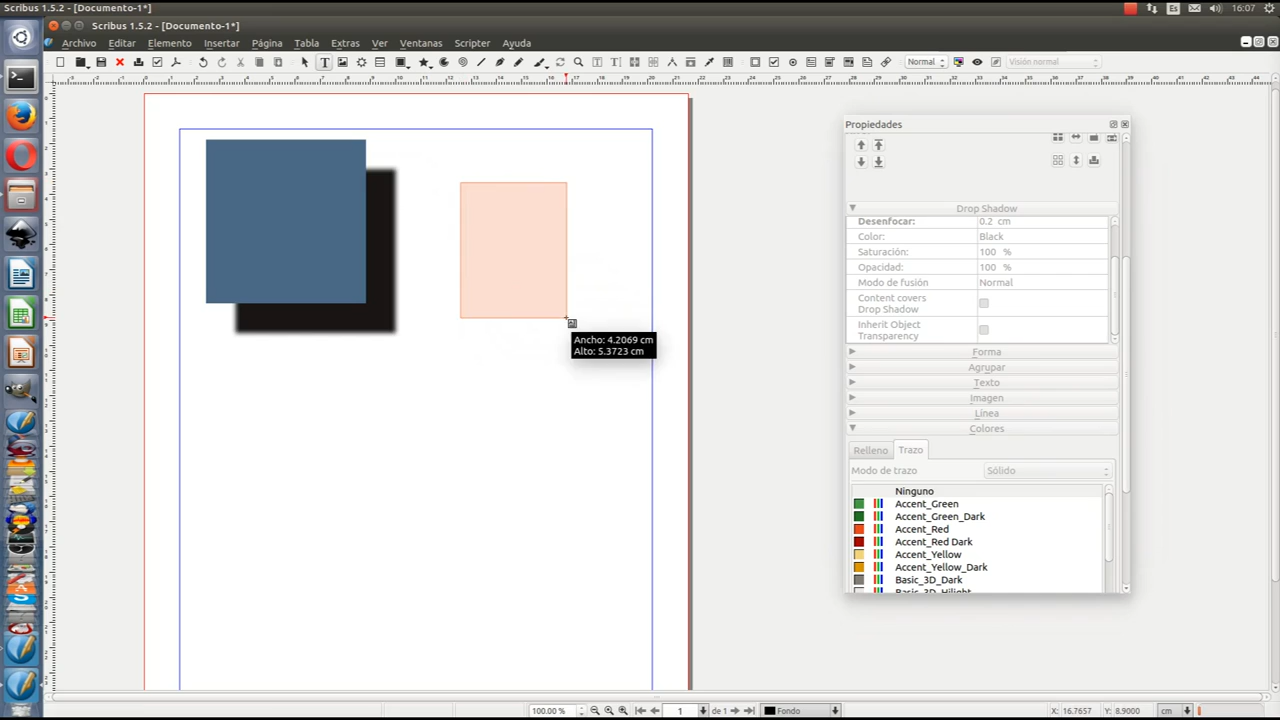 Scribus 1.5.2 - [Documento-1*]
Es
16:07
Scribus 1.5.2 - [Documento-1*]
Archivo Editar Elemento Insertar Página Tabla Extras Ver Ventanas Scripter Ayuda
Normal
Visión normal
Propiedades
Drop Shadow
Desenfocar: 0.2 cm
Color: Black
Saturación: 100 %
Opacidad: 100 %
Modo de fusión Normal
Content covers
Drop Shadow
Inherit Object
Transparency
Forma
Agrupar
Texto
Imagen
Línea
Colores
Relleno Trazo
Modo de trazo Sólido
Ninguno
Accent_Green
Accent_Green_Dark
Accent_Red
Accent_Red Dark
Accent_Yellow
Accent_Yellow_Dark
Basic_3D_Dark
Basic_3D_Hilight
Ancho: 4.2069 cm
Alto: 5.3723 cm
100.00 %
1
de 1
Fondo
X: 16.7657 Y: 8.9000 cm